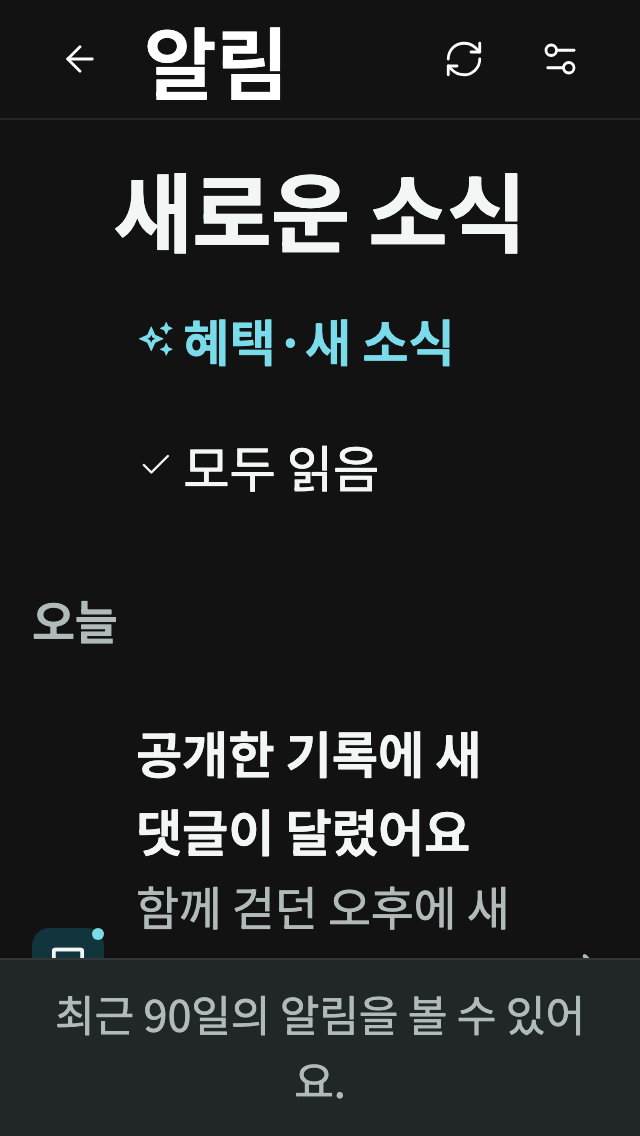 알림
새로운 소식
혜택·새 소식
모두 읽음
오늘
공개한 기록에 새
댓글이 달렸어요
함께 걷던 오후에 새
최근 90일의 알림을 볼 수 있어
요.